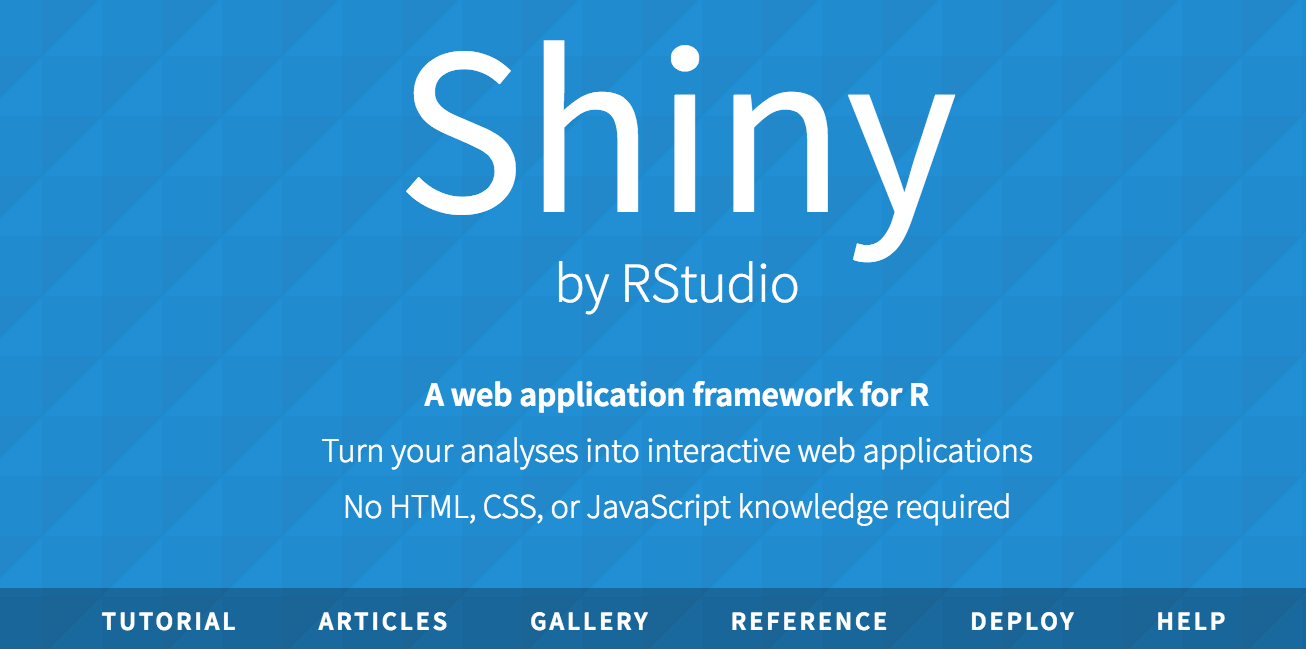 Shiny
by RStudio
A web application framework for R
Turn your analyses into interactive web applications
No HTML, CSS, or JavaScript knowledge required
TUTORIAL ARTICLES GALLERY REFERENCE DEPLOY HELP